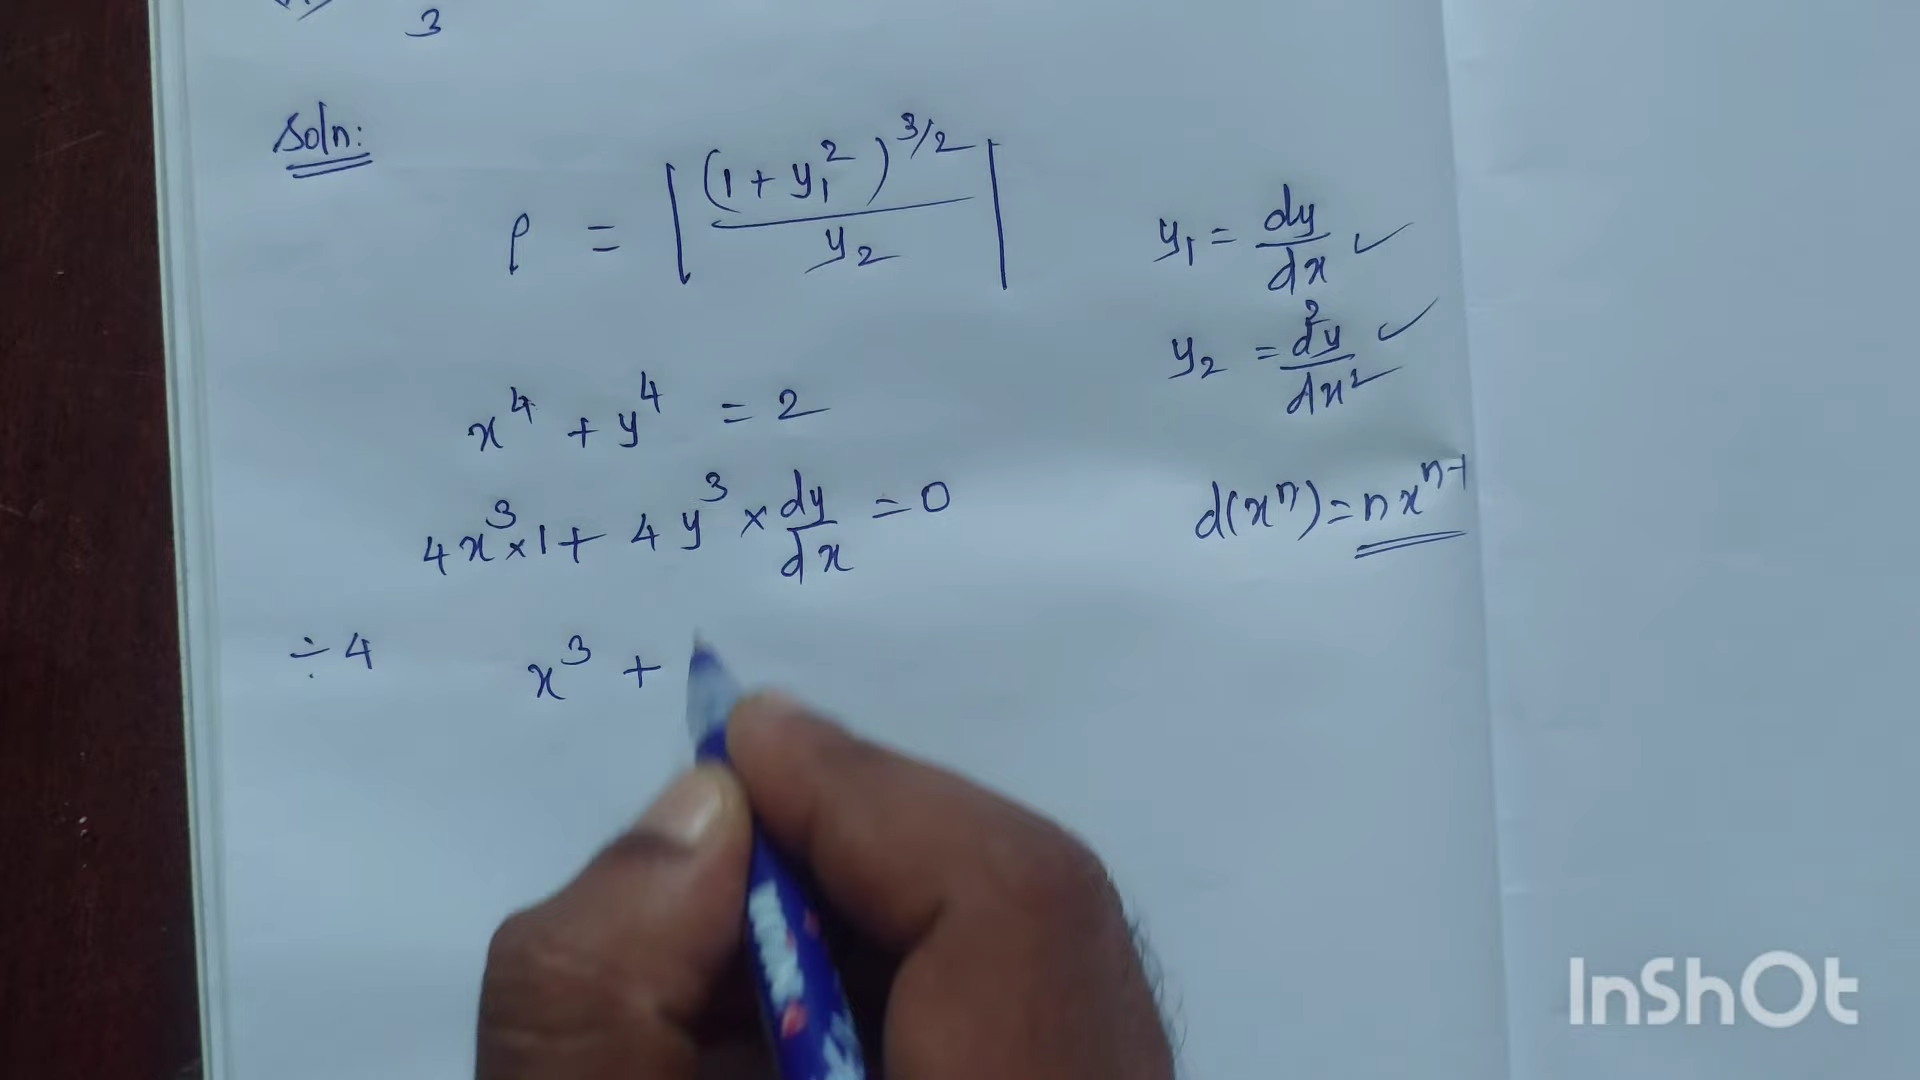 3
Soln:
ρ = |(1 + y₁²)^3/2 / y₂|
y₁ = dy/dx ✓
y₂ = d²y/dx² ✓
x⁴ + y⁴ = 2
4x³×1 + 4y³ × dy/dx = 0
d(xⁿ) = nxⁿ⁻¹
÷ 4 x³ +
InShOt